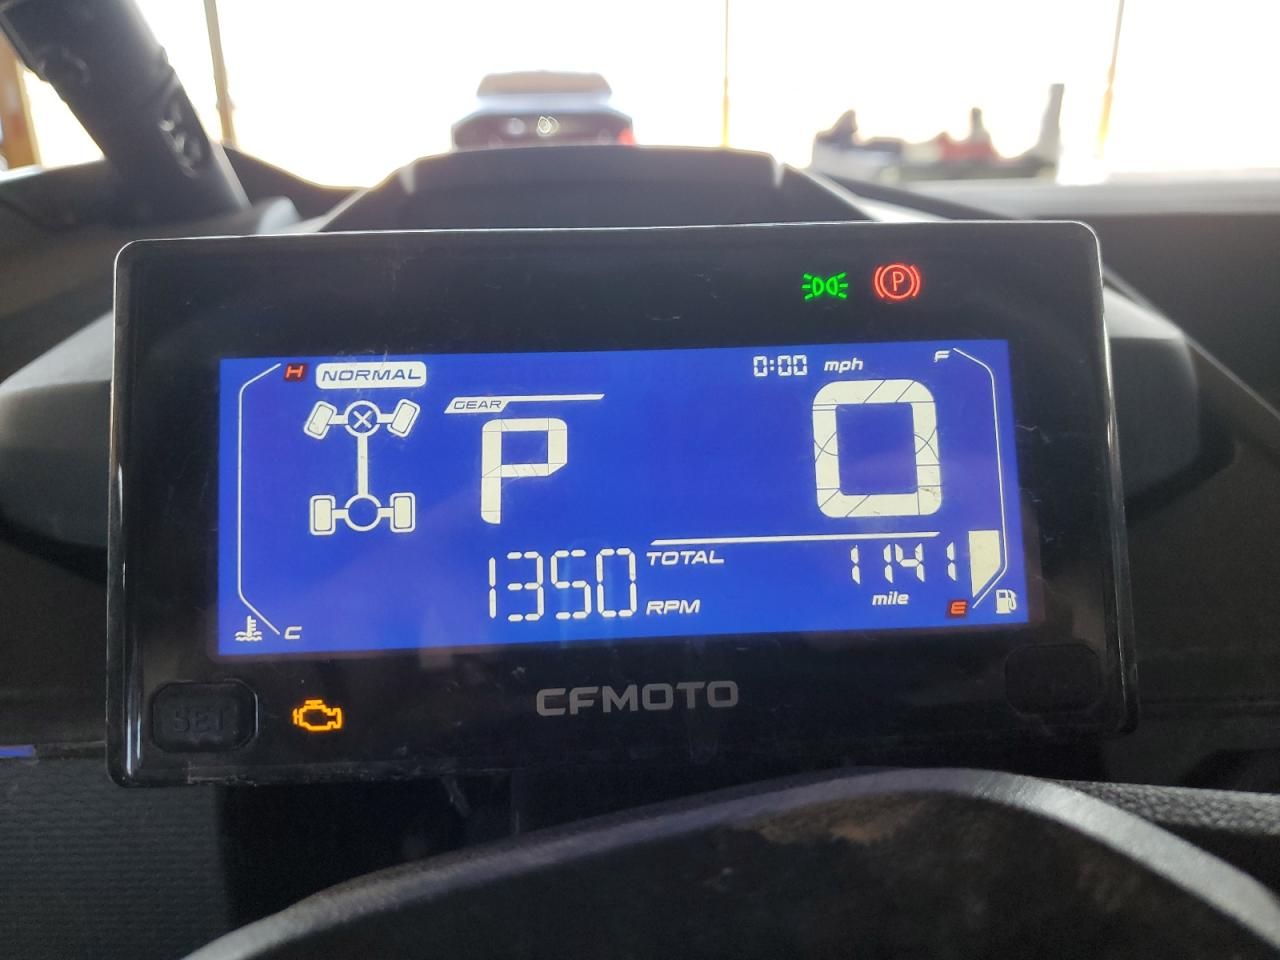 P
H NORMAL
0:00 mph
F
GEAR
P
0
1350 RPM
TOTAL
1141
mile
E
C
SET
CFMOTO